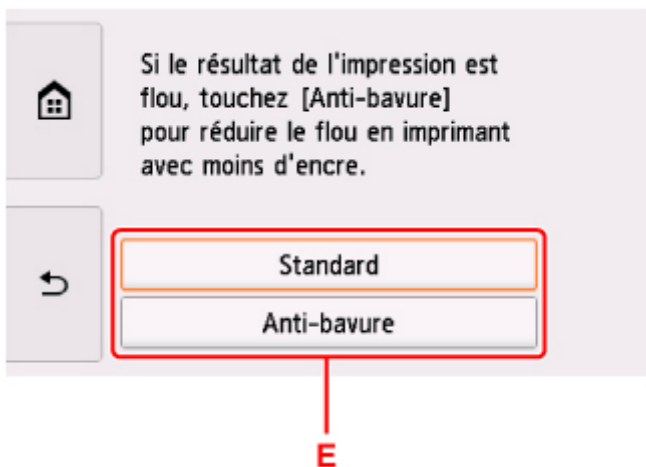 Si le résultat de l'impression est
flou, touchez [Anti-bavure]
pour réduire le flou en imprimant
avec moins d'encre.
Standard
Anti-bavure
E